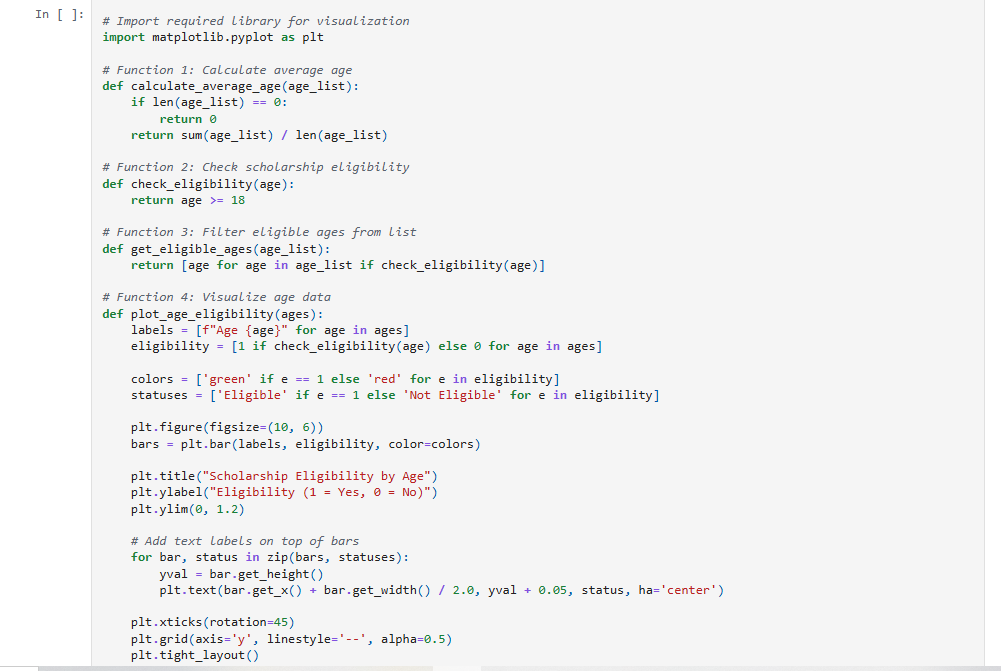 In [ ]:
# Import required library for visualization
import matplotlib.pyplot as plt

# Function 1: Calculate average age
def calculate_average_age(age_list):
    if len(age_list) == 0:
        return 0
    return sum(age_list) / len(age_list)

# Function 2: Check scholarship eligibility
def check_eligibility(age):
    return age >= 18

# Function 3: Filter eligible ages from list
def get_eligible_ages(age_list):
    return [age for age in age_list if check_eligibility(age)]

# Function 4: Visualize age data
def plot_age_eligibility(ages):
    labels = [f"Age {age}" for age in ages]
    eligibility = [1 if check_eligibility(age) else 0 for age in ages]

    colors = ['green' if e == 1 else 'red' for e in eligibility]
    statuses = ['Eligible' if e == 1 else 'Not Eligible' for e in eligibility]

    plt.figure(figsize=(10, 6))
    bars = plt.bar(labels, eligibility, color=colors)

    plt.title("Scholarship Eligibility by Age")
    plt.ylabel("Eligibility (1 = Yes, 0 = No)")
    plt.ylim(0, 1.2)

    # Add text labels on top of bars
    for bar, status in zip(bars, statuses):
        yval = bar.get_height()
        plt.text(bar.get_x() + bar.get_width() / 2.0, yval + 0.05, status, ha='center')

    plt.xticks(rotation=45)
    plt.grid(axis='y', linestyle='--', alpha=0.5)
    plt.tight_layout()